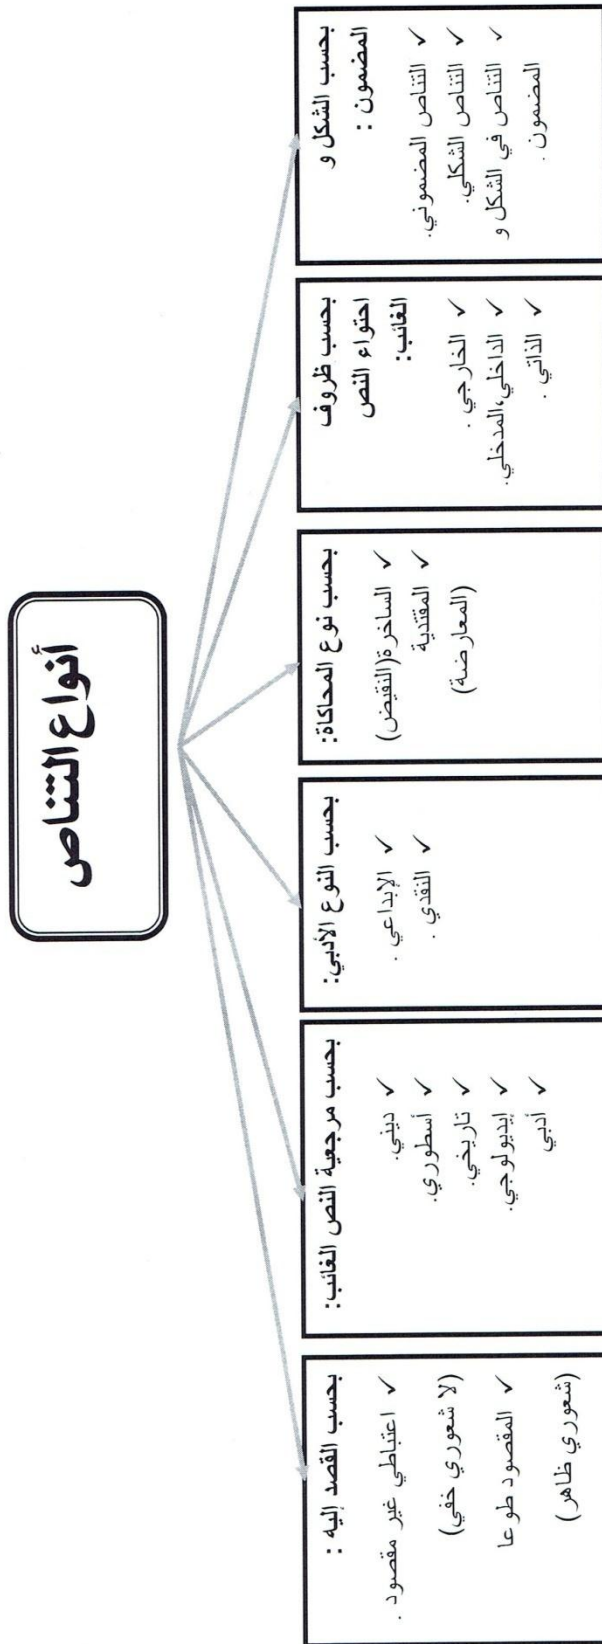 أنواع التناص
بحسب الشكل و
المضمون :
✓ التناص المضموني.
✓ التناص الشكلي.
✓ التناص في الشكل و
المضمون .
بحسب ظروف
احتواء النص
الغائب:
✓ الخارجي .
✓ الداخلي،المدخلي.
✓ الذاتي .
بحسب نوع المحاكاة:
✓ الساخرة(النقيض)
✓ المقتدية
(المعارضة)
بحسب النوع الأدبي:
✓ الإبداعي .
✓ النقدي .
بحسب مرجعية النص الغائب:
✓ ديني.
✓ أسطوري.
✓ تاريخي.
✓ إيديولوجي.
✓ أدبي
بحسب القصد إليه :
✓ اعتباطي غير مقصود .
(لا شعوري خفي)
✓ المقصود طوعا
(شعوري ظاهر)